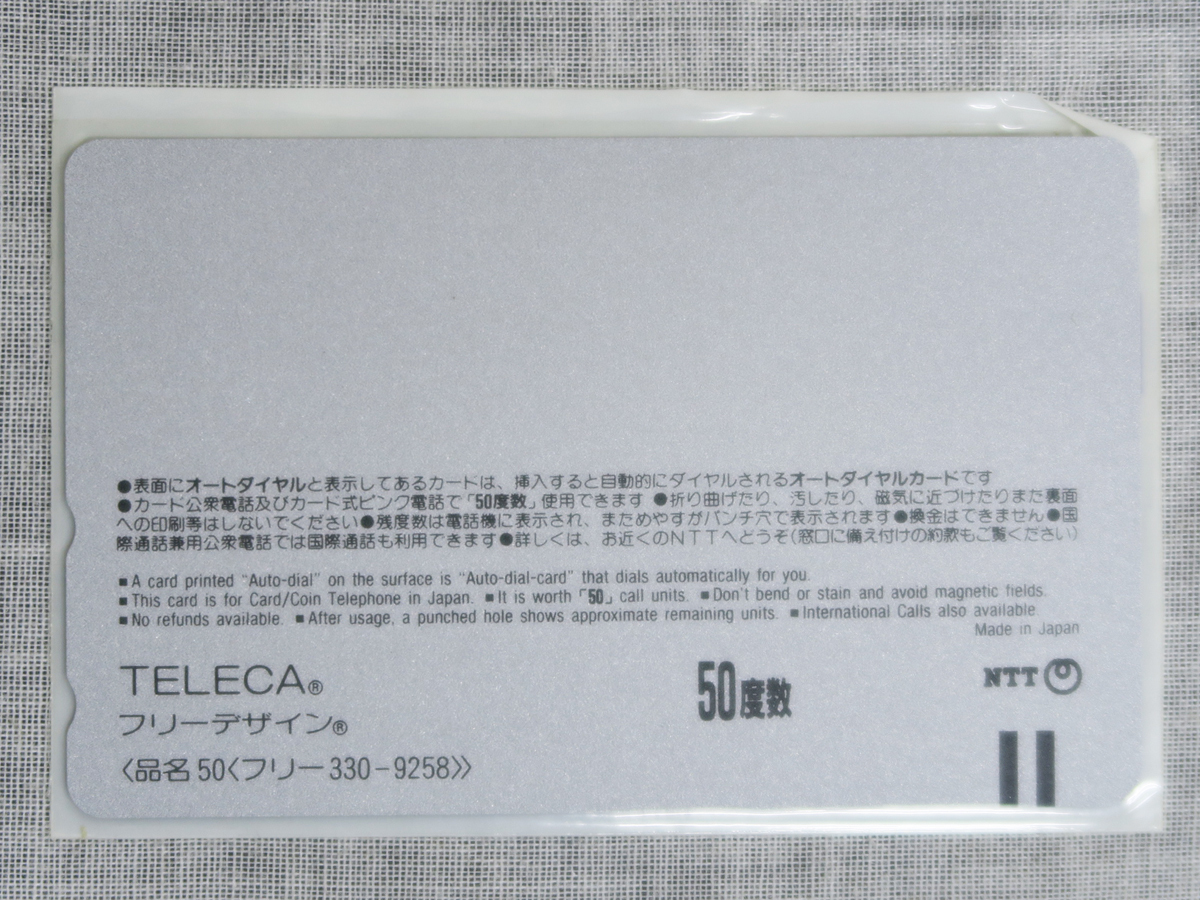 ●表面にオートダイヤルと表示してあるカードは、挿入すると自動的にダイヤルされるオートダイヤルカードです
●カード公衆電話及びカード式ピンク電話で「50度数」使用できます ●折り曲げたり、汚したり、磁気に近づけたりまた裏面
への印刷等はしないでください●残度数は電話機に表示され、まためやすがパンチ穴で表示されます●換金はできません●国
際通話兼用公衆電話では国際通話も利用できます●詳しくは、お近くのNTTへどうぞ(窓口に備え付けの約款もご覧ください)
■A card printed "Auto-dial" on the surface is "Auto-dial-card" that dials automatically for you.
■This card is for Card/Coin Telephone in Japan. ■It is worth「50」call units. ■Don't bend or stain and avoid magnetic fields.
■No refunds available. ■After usage, a punched hole shows approximate remaining units. ■International Calls also available.
Made in Japan
TELECA®
フリーデザイン®
〈品名 50〈フリー330-9258〉〉
50度数
NTT